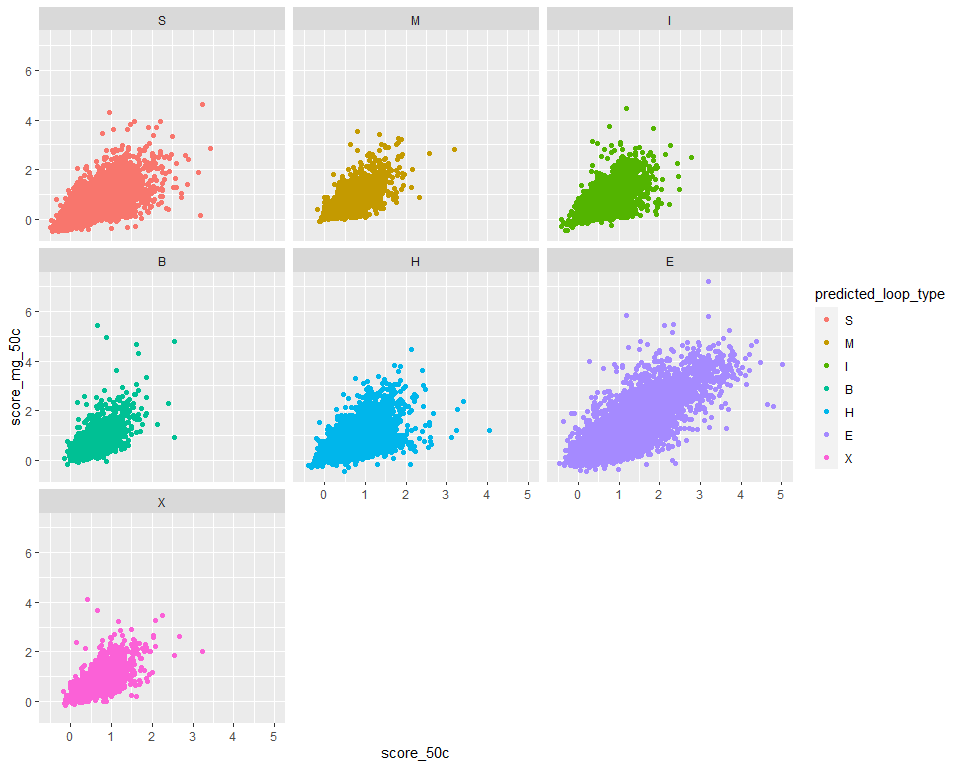 S M I
6
4
2
0
B H E
6
4
2
0
0 1 2 3 4 5 0 1 2 3 4 5
X
6
4
2
0
0 1 2 3 4 5
score_mg_50c
score_50c
predicted_loop_type
S
M
I
B
H
E
X